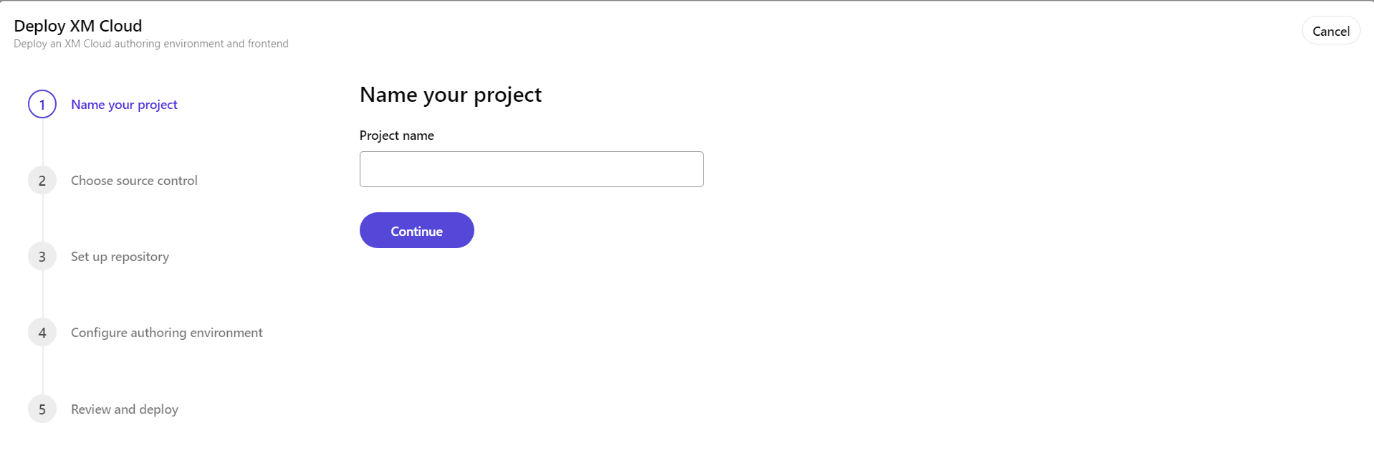 Deploy XM Cloud
Deploy an XM Cloud authoring environment and frontend
Cancel
1 Name your project
2 Choose source control
3 Set up repository
4 Configure authoring environment
5 Review and deploy
Name your project
Project name
Continue